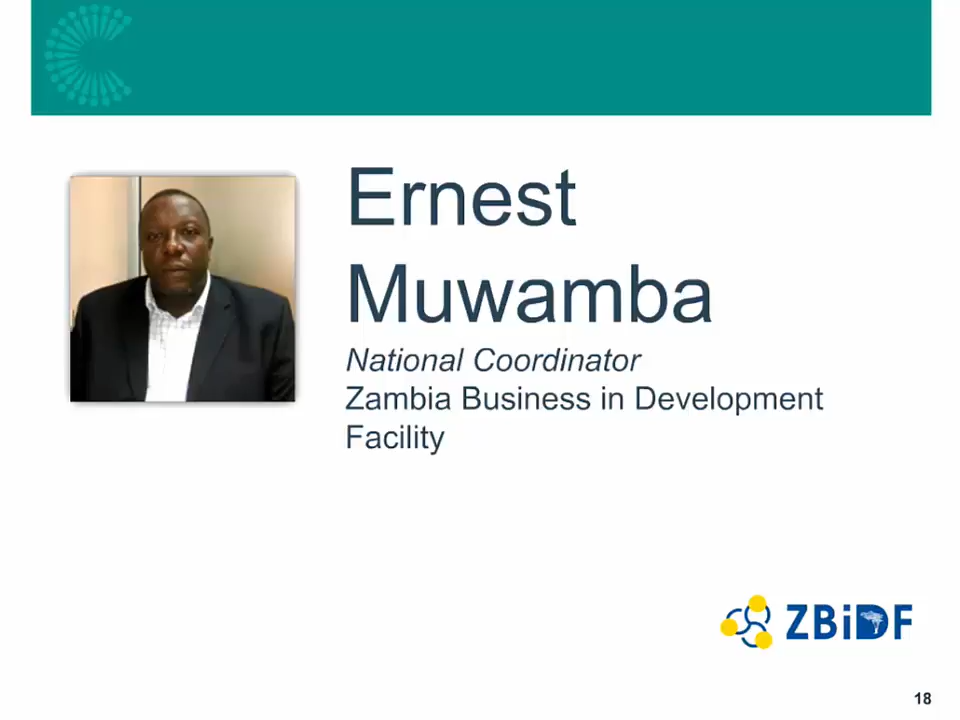 Ernest
Muwamba
National Coordinator
Zambia Business in Development
Facility
ZBiDF
18